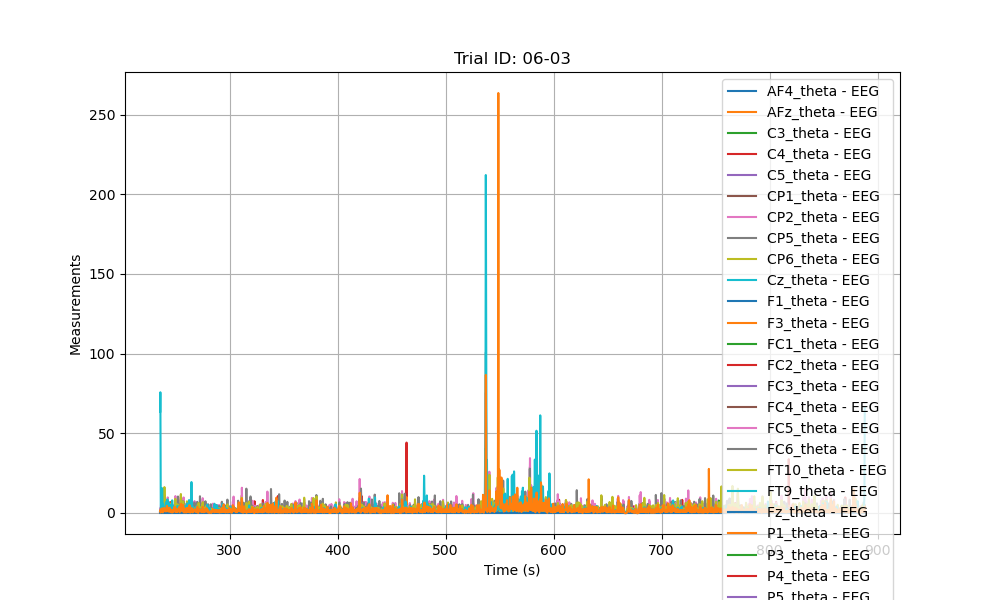 Trial ID: 06-03
Measurements
250
200
150
100
50
0
300
400
500
600
700
800
900
Time (s)
AF4_theta - EEG
AFz_theta - EEG
C3_theta - EEG
C4_theta - EEG
C5_theta - EEG
CP1_theta - EEG
CP2_theta - EEG
CP5_theta - EEG
CP6_theta - EEG
Cz_theta - EEG
F1_theta - EEG
F3_theta - EEG
FC1_theta - EEG
FC2_theta - EEG
FC3_theta - EEG
FC4_theta - EEG
FC5_theta - EEG
FC6_theta - EEG
FT10_theta - EEG
FT9_theta - EEG
Fz_theta - EEG
P1_theta - EEG
P3_theta - EEG
P4_theta - EEG
P5_theta - EEG